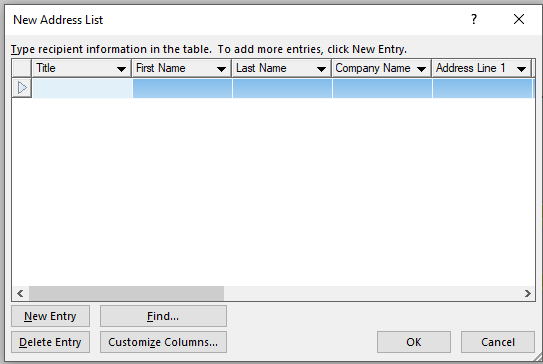 New Address List ?
Type recipient information in the table. To add more entries, click New Entry.
Title First Name Last Name Company Name Address Line 1
New Entry Find...
Delete Entry Customize Columns... OK Cancel